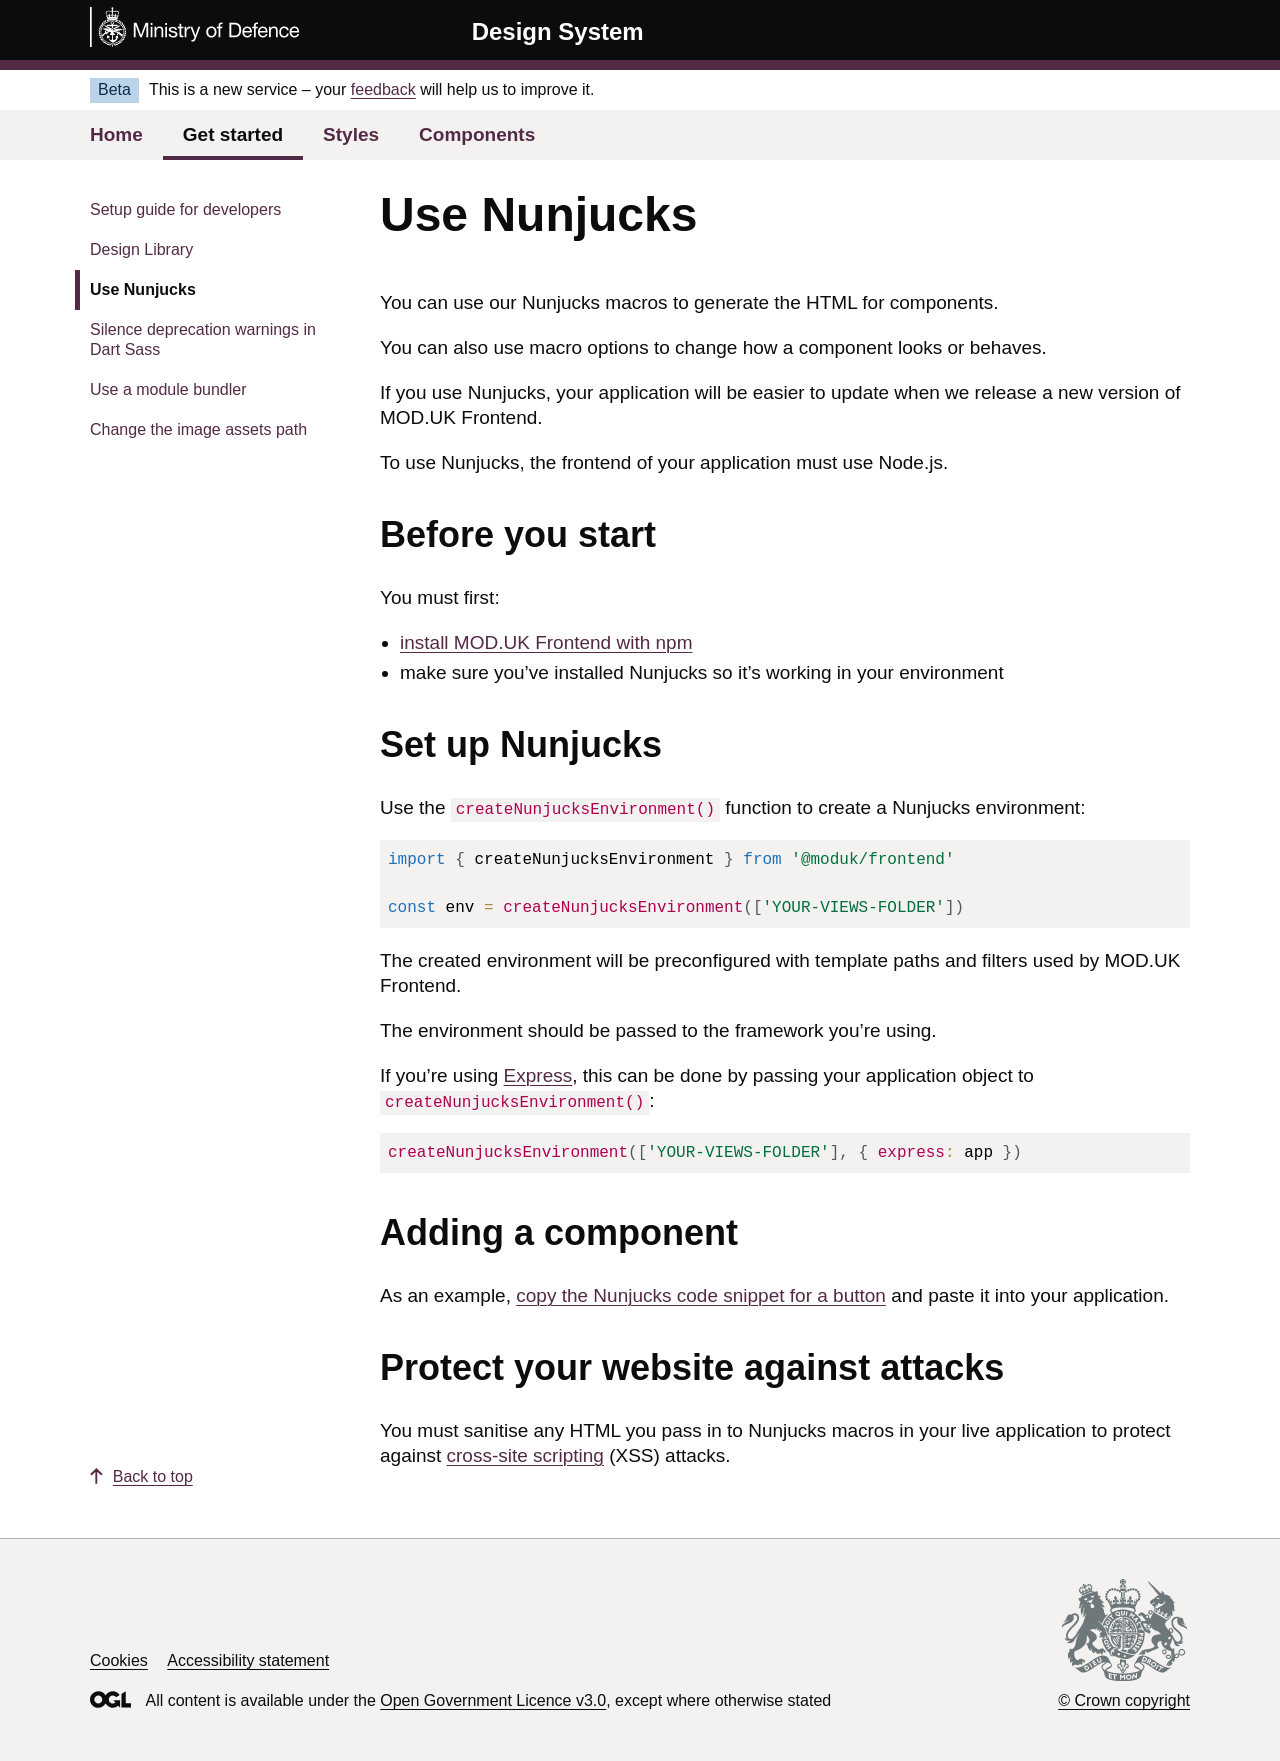 Ministry of Defence
Design System
Beta This is a new service – your feedback will help us to improve it.
Home Get started Styles Components
Setup guide for developers
Design Library
Use Nunjucks
Silence deprecation warnings in
Dart Sass
Use a module bundler
Change the image assets path
Use Nunjucks
You can use our Nunjucks macros to generate the HTML for components.
You can also use macro options to change how a component looks or behaves.
If you use Nunjucks, your application will be easier to update when we release a new version of
MOD.UK Frontend.
To use Nunjucks, the frontend of your application must use Node.js.
Before you start
You must first:
• install MOD.UK Frontend with npm
• make sure you’ve installed Nunjucks so it’s working in your environment
Set up Nunjucks
Use the createNunjucksEnvironment() function to create a Nunjucks environment:
import { createNunjucksEnvironment } from '@moduk/frontend'
const env = createNunjucksEnvironment(['YOUR-VIEWS-FOLDER'])
The created environment will be preconfigured with template paths and filters used by MOD.UK
Frontend.
The environment should be passed to the framework you’re using.
If you’re using Express, this can be done by passing your application object to
createNunjucksEnvironment() :
createNunjucksEnvironment(['YOUR-VIEWS-FOLDER'], { express: app })
Adding a component
As an example, copy the Nunjucks code snippet for a button and paste it into your application.
Protect your website against attacks
You must sanitise any HTML you pass in to Nunjucks macros in your live application to protect
against cross-site scripting (XSS) attacks.
Back to top
Cookies Accessibility statement
OGL All content is available under the Open Government Licence v3.0, except where otherwise stated
DIEU ET MON DROIT
© Crown copyright